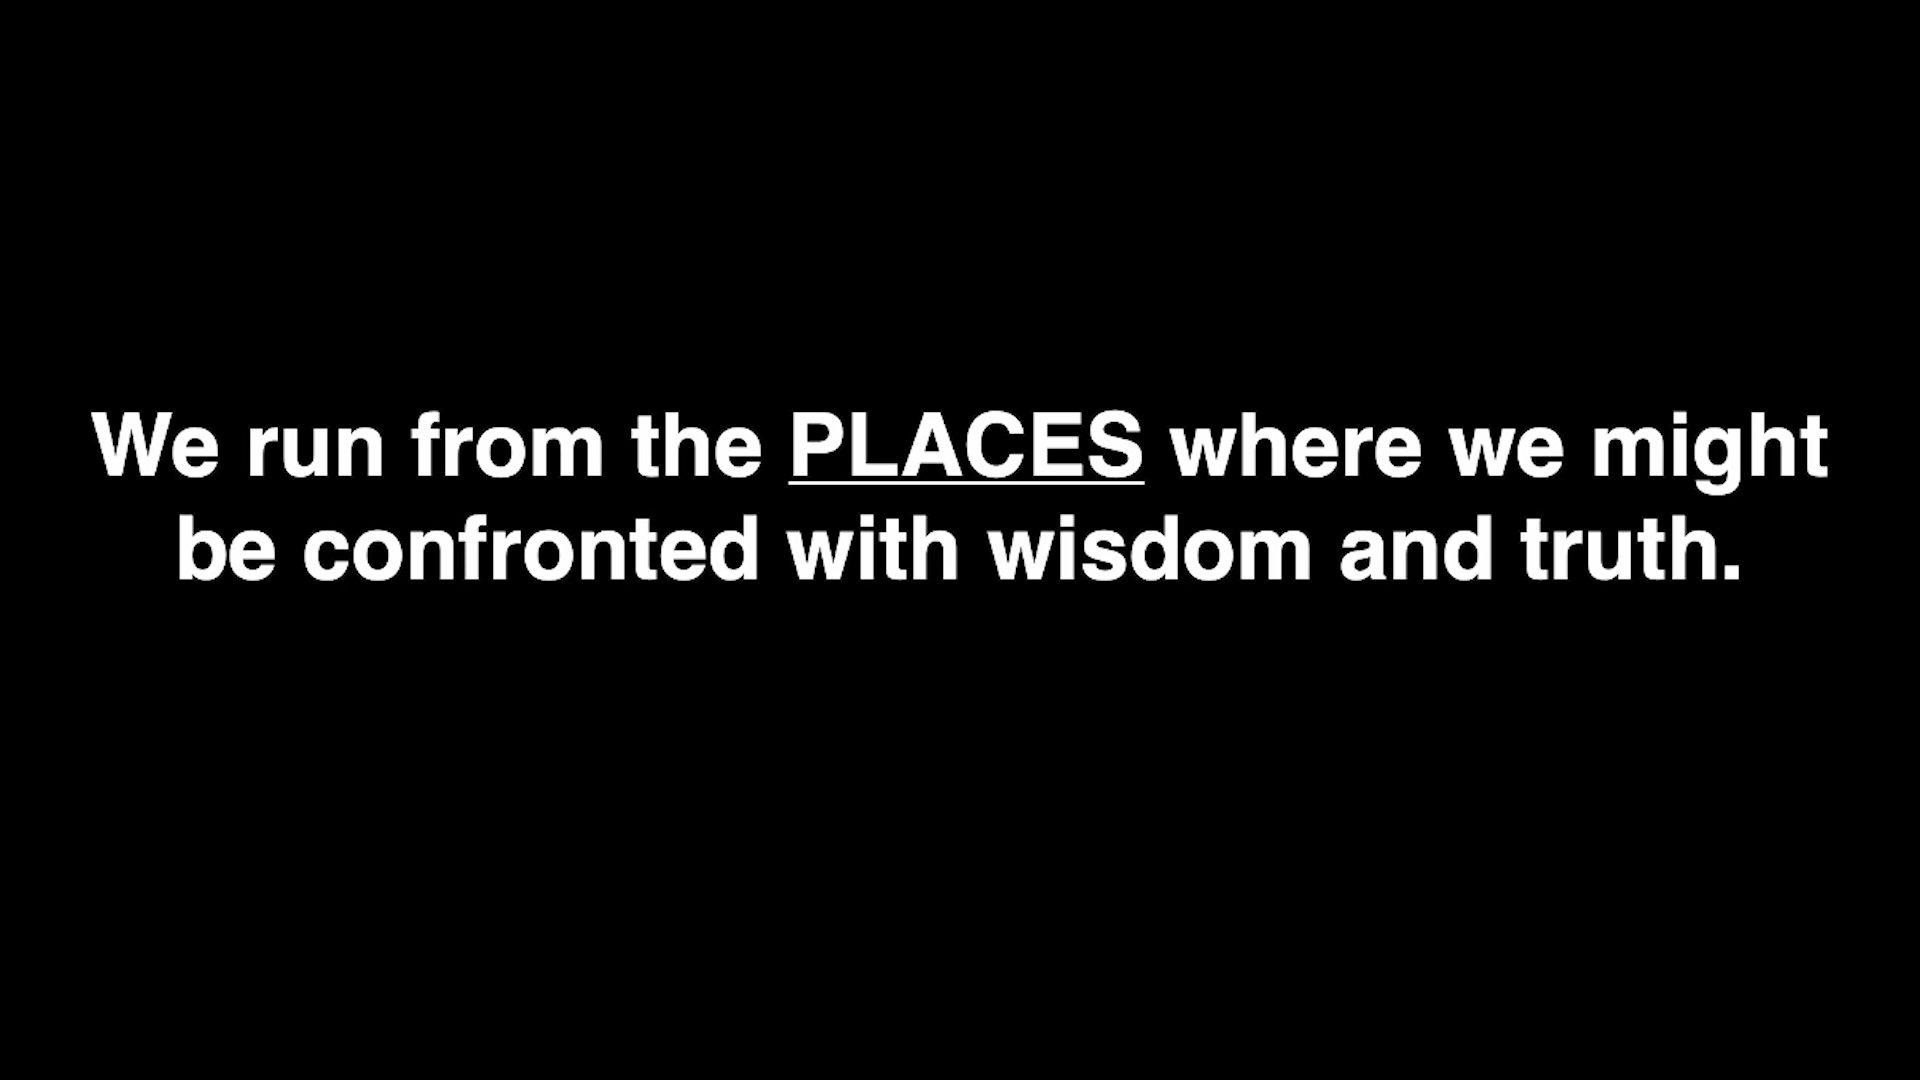 We run from the PLACES where we might
be confronted with wisdom and truth.